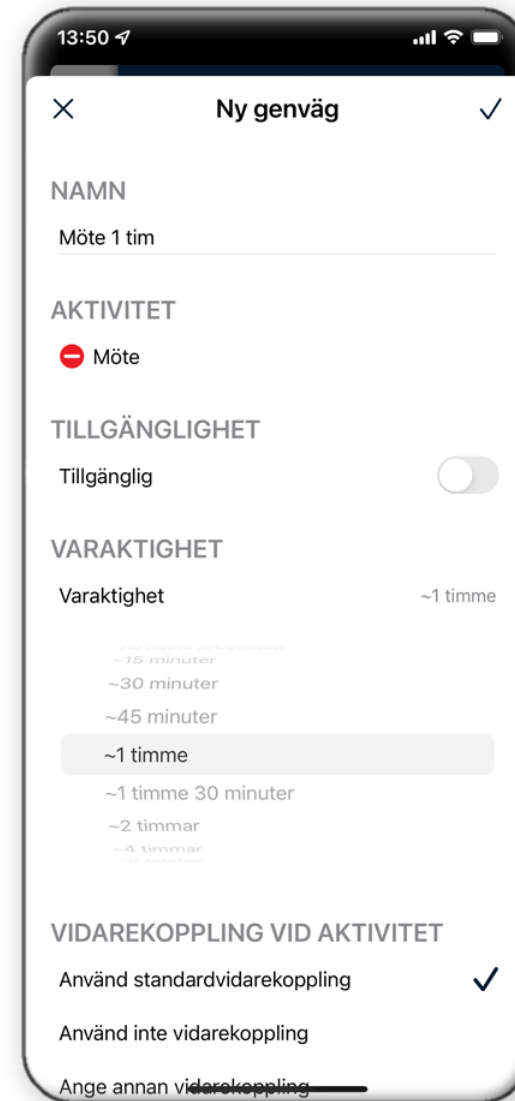 13:50
Ny genväg
NAMN
Möte 1 tim
AKTIVITET
Möte
TILLGÄNGLIGHET
Tillgänglig
VARAKTIGHET
Varaktighet ~1 timme
~15 minuter
~30 minuter
~45 minuter
~1 timme
~1 timme 30 minuter
~2 timmar
~4 timmar
VIDAREKOPPLING VID AKTIVITET
Använd standardvidarekoppling
Använd inte vidarekoppling
Ange annan vidarekoppling